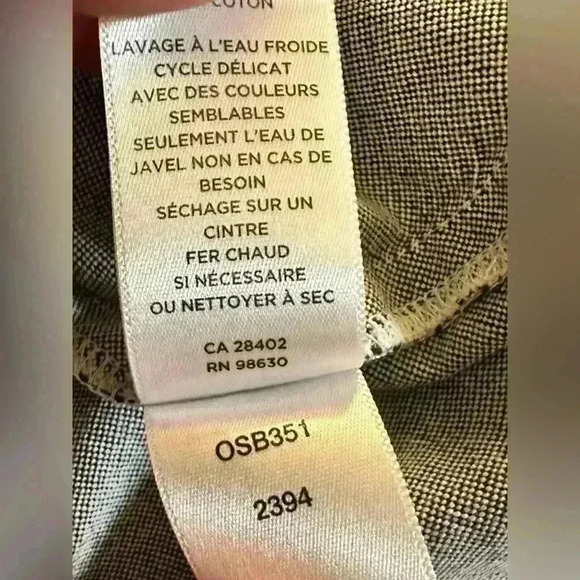 COTON
LAVAGE À L'EAU FROIDE
CYCLE DÉLICAT
AVEC DES COULEURS
SEMBLABLES
SEULEMENT L'EAU DE
JAVEL NON EN CAS DE
BESOIN
SÉCHAGE SUR UN
CINTRE
FER CHAUD
SI NÉCESSAIRE
OU NETTOYER À SEC
CA 28402
RN 98630
OSB351
2394